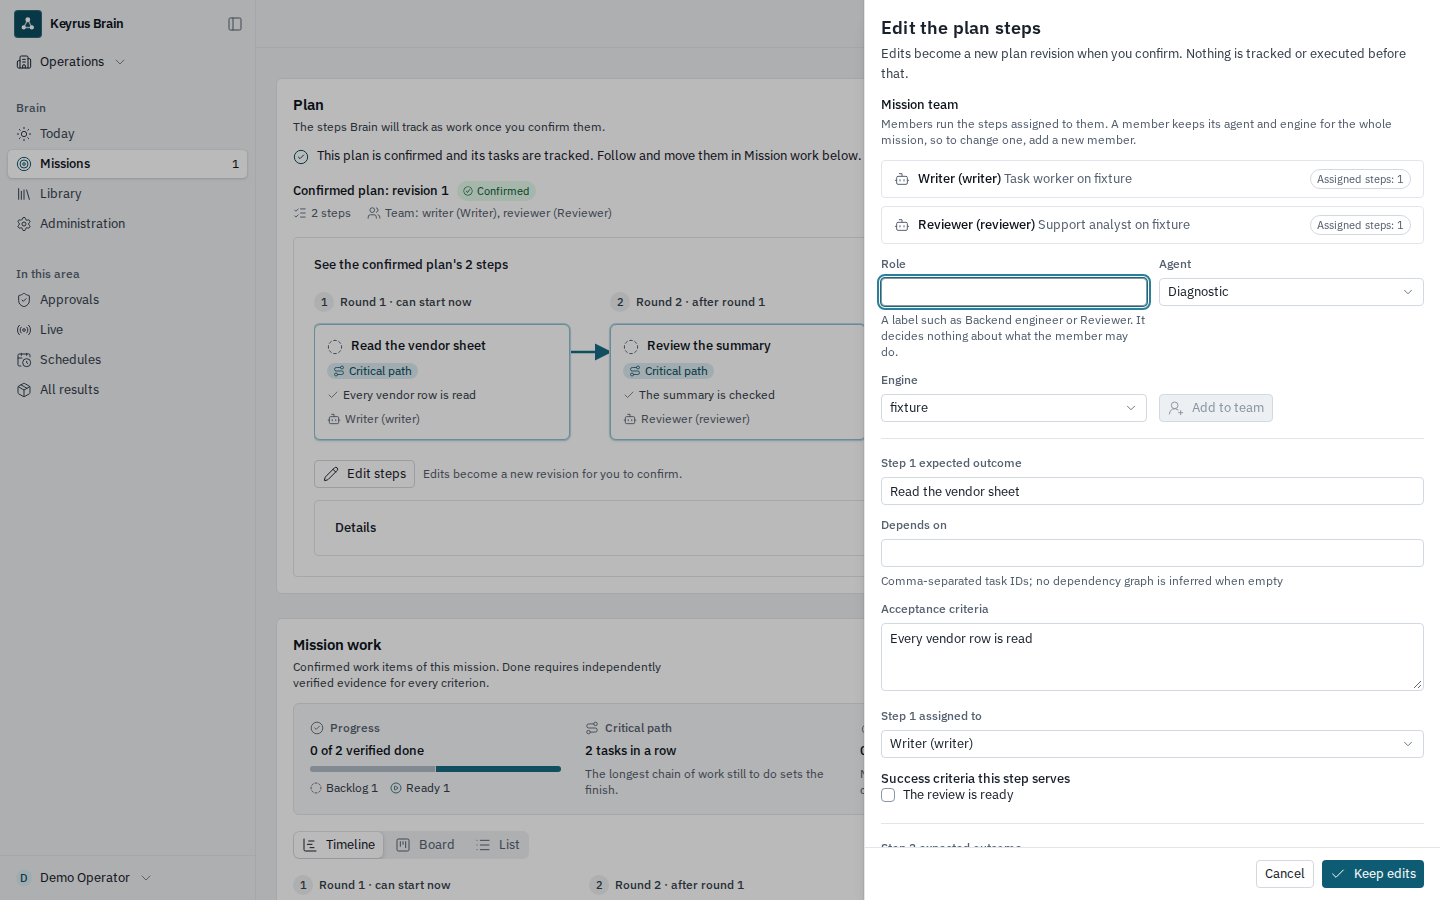 Keyrus Brain
Operations
Brain
Today
Missions 1
Library
Administration
In this area
Approvals
Live
Schedules
All results
D Demo Operator
Plan
The steps Brain will track as work once you confirm them.
This plan is confirmed and its tasks are tracked. Follow and move them in Mission work below.
Confirmed plan: revision 1 Confirmed
2 steps Team: writer (Writer), reviewer (Reviewer)
See the confirmed plan's 2 steps
1 Round 1 · can start now
2 Round 2 · after round 1
Read the vendor sheet
Critical path
Every vendor row is read
Writer (writer)
Review the summary
Critical path
The summary is checked
Reviewer (reviewer)
Edit steps Edits become a new revision for you to confirm.
Details
Mission work
Confirmed work items of this mission. Done requires independently
verified evidence for every criterion.
Progress
0 of 2 verified done
Backlog 1 Ready 1
Critical path
2 tasks in a row
The longest chain of work still to do sets the
finish.
Timeline Board List
1 Round 1 · can start now
2 Round 2 · after round 1
Edit the plan steps
Edits become a new plan revision when you confirm. Nothing is tracked or executed before
that.
Mission team
Members run the steps assigned to them. A member keeps its agent and engine for the whole
mission, so to change one, add a new member.
Writer (writer) Task worker on fixture Assigned steps: 1
Reviewer (reviewer) Support analyst on fixture Assigned steps: 1
Role
A label such as Backend engineer or Reviewer. It
decides nothing about what the member may
do.
Agent
Diagnostic
Engine
fixture
Add to team
Step 1 expected outcome
Read the vendor sheet
Depends on
Comma-separated task IDs; no dependency graph is inferred when empty
Acceptance criteria
Every vendor row is read
Step 1 assigned to
Writer (writer)
Success criteria this step serves
The review is ready
Step 2 expected outcome
Cancel Keep edits